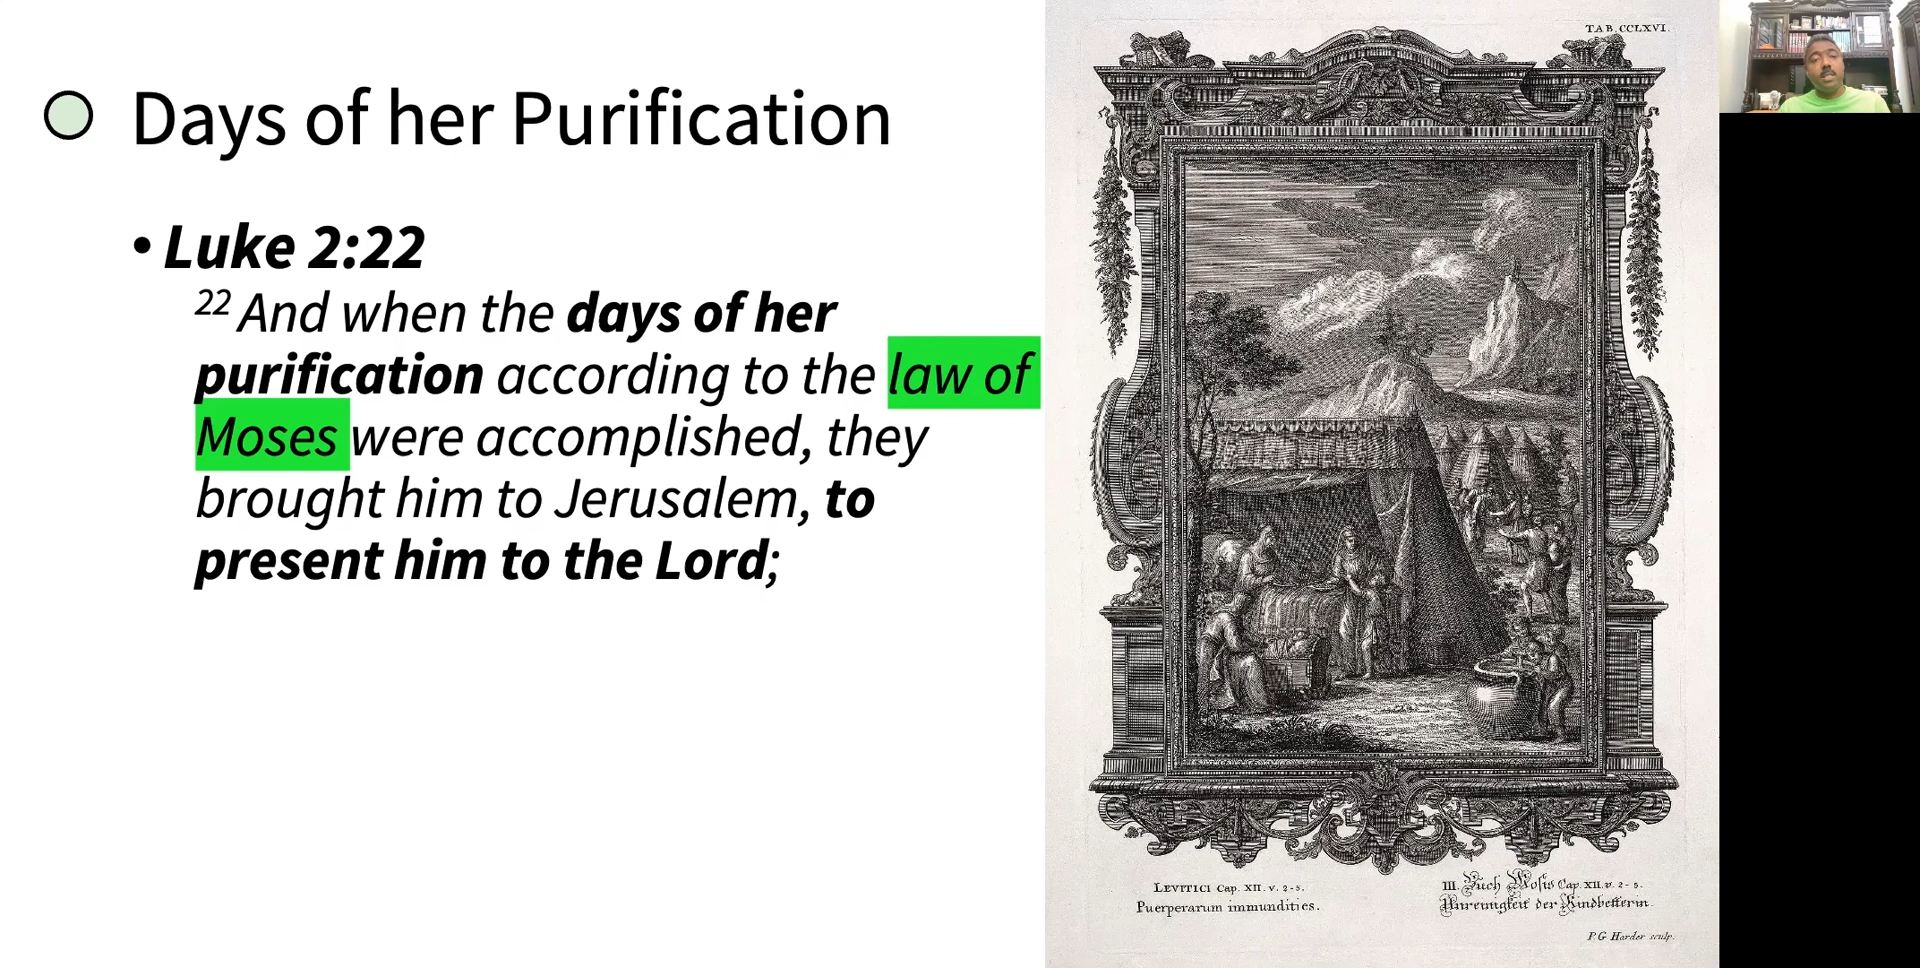 Days of her Purification
• Luke 2:22
22 And when the days of her
purification according to the law of
Moses were accomplished, they
brought him to Jerusalem, to
present him to the Lord;
TAB. CCLXVI.
LEVITICI Cap. XII. v. 2-5.
Puerperarum immundities.
III. Buch Mosis Cap. XII. v. 2-5.
Unreinigkeit der Kindbetterin.
P.G. Harder sculp.